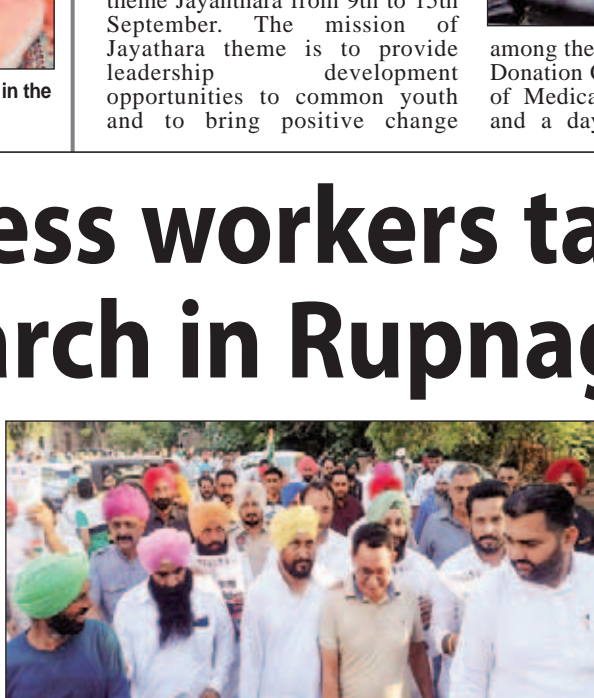 in the
theme Jayanthara from 9th to 15th
September. The mission of
Jayathara theme is to provide
leadership development
opportunities to common youth
and to bring positive change
among the
Donation
of Medica
and a day
ess workers ta
arch in Rupnag